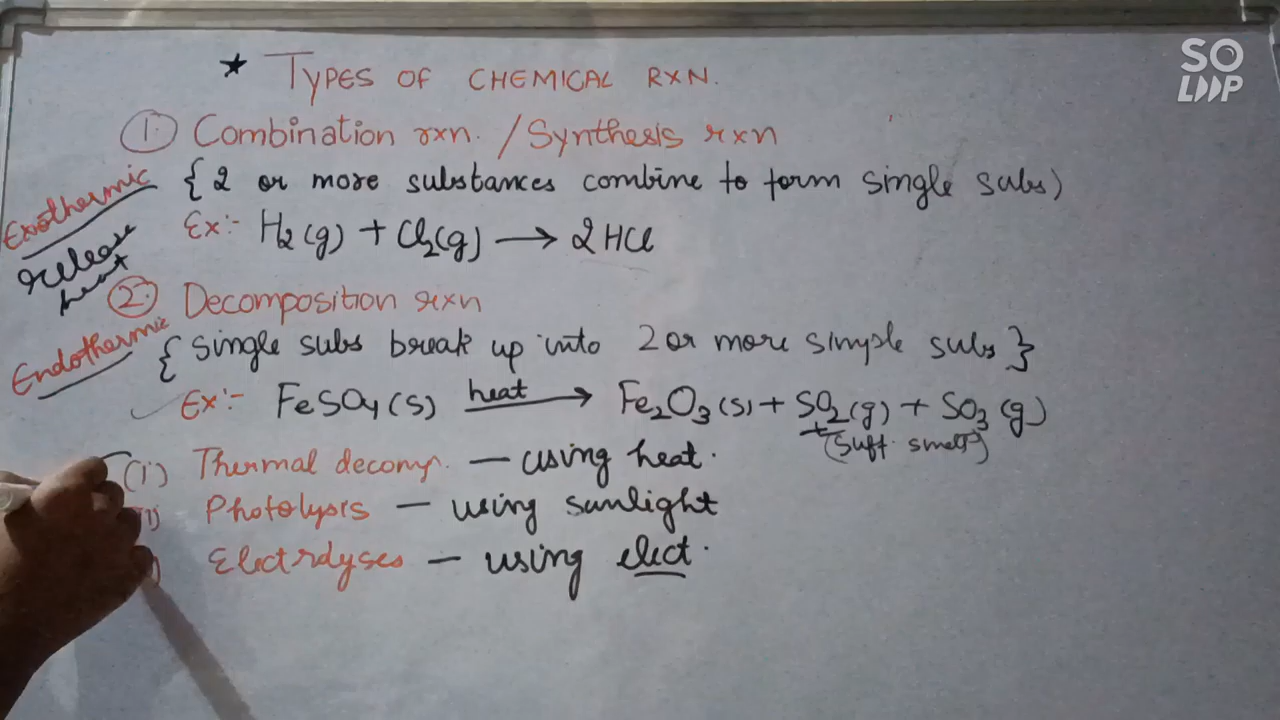 ★ TYPES OF CHEMICAL RXN.
SO
LOOP
1. Combination rxn. / Synthesis rxn
Exothermic
{2 or more substances combine to form single subs)
release
heat
Ex:- H2(g) + Cl2(g) → 2HCl
2. Decomposition rxn
Endothermic
{single subs break up into 2 or more simple subs}
Ex:- FeSO4(s) heat → Fe2O3(s) + SO2(g) + SO3(g)
(Suff. smell)
(i) Thermal decomp. — using heat.
Photolysis — using sunlight
Electrolyses — using elect.